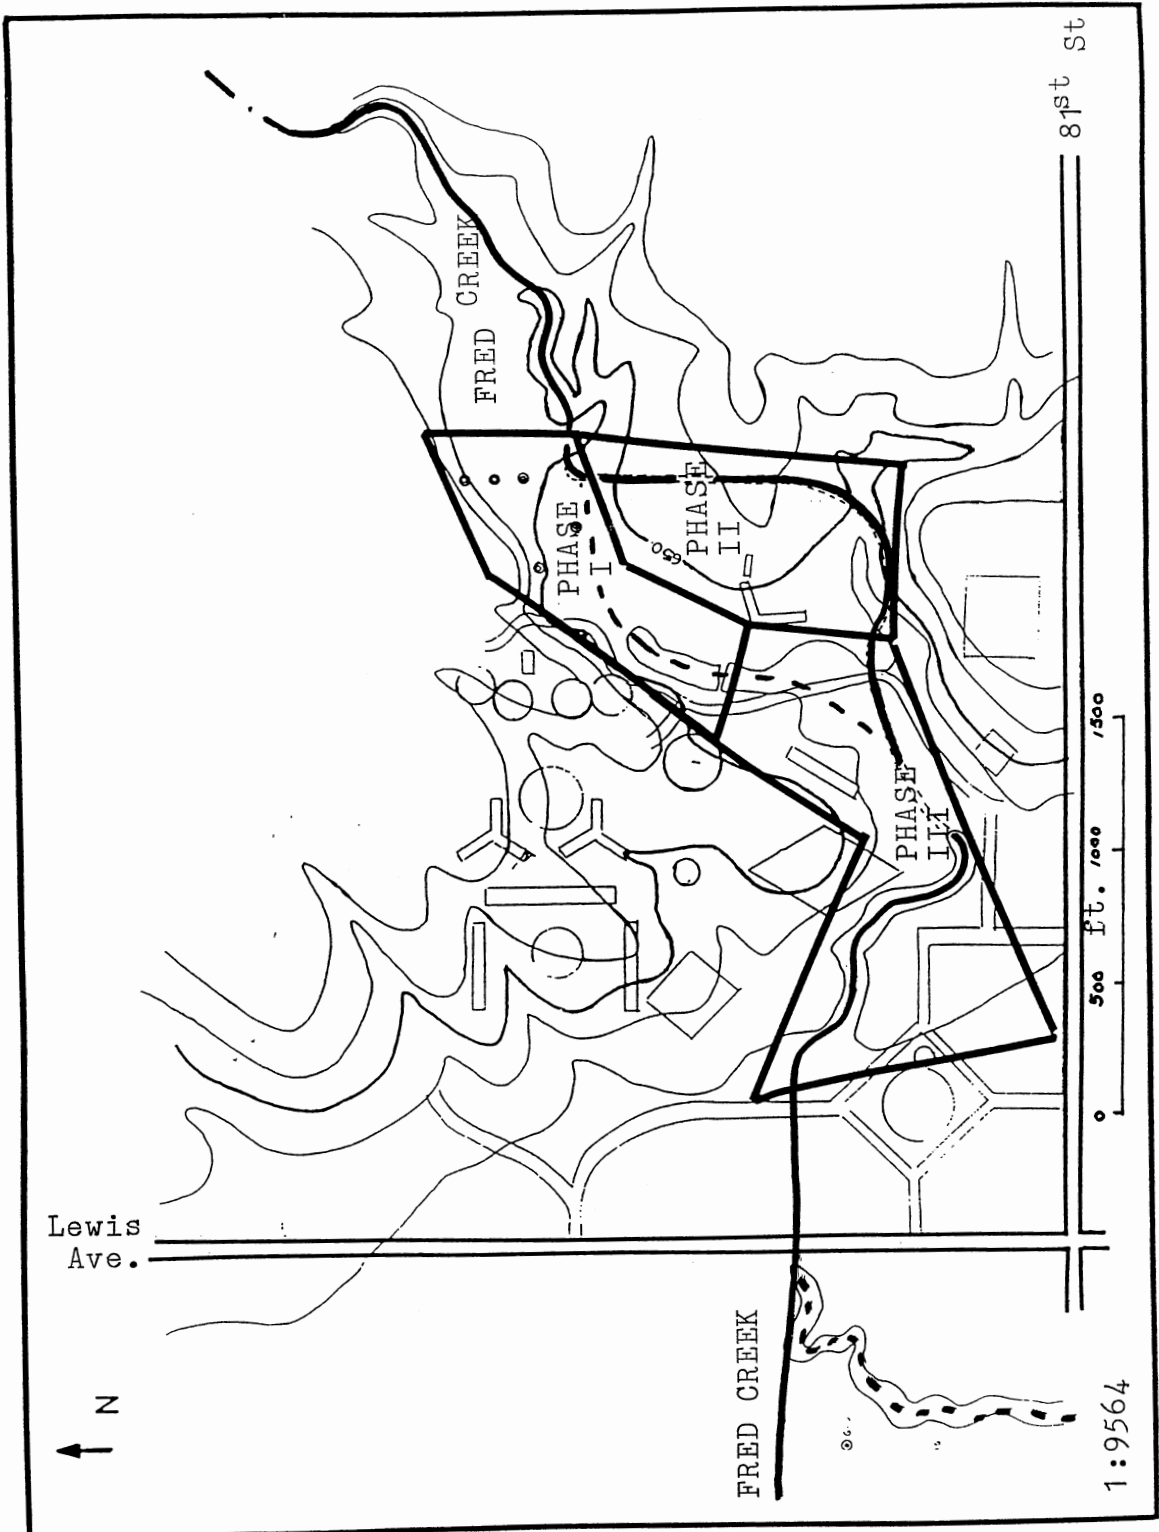 81st St
FRED CREEK
PHASE
I
PHASE
II
650
PHASE
III
0 500 ft. 1000 1500
Lewis
Ave.
N
FRED CREEK
1:9564